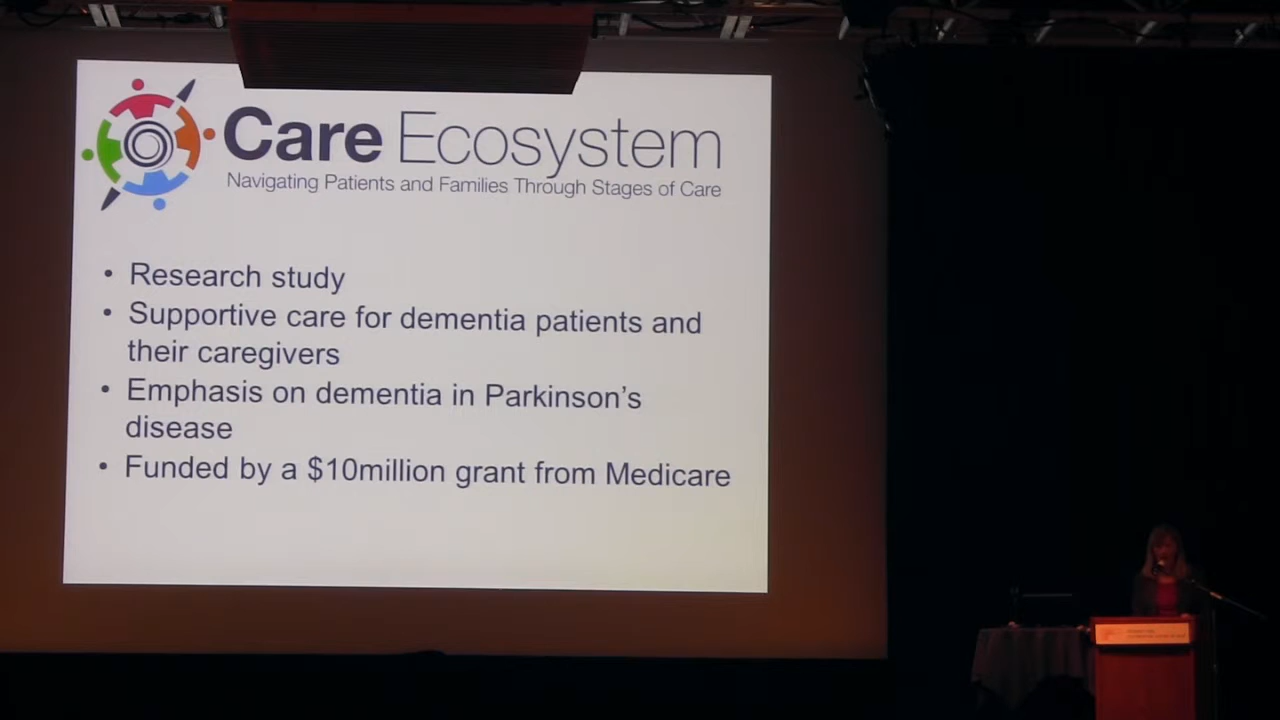 Care Ecosystem
Navigating Patients and Families Through Stages of Care
• Research study
• Supportive care for dementia patients and
their caregivers
• Emphasis on dementia in Parkinson's
disease
• Funded by a $10million grant from Medicare